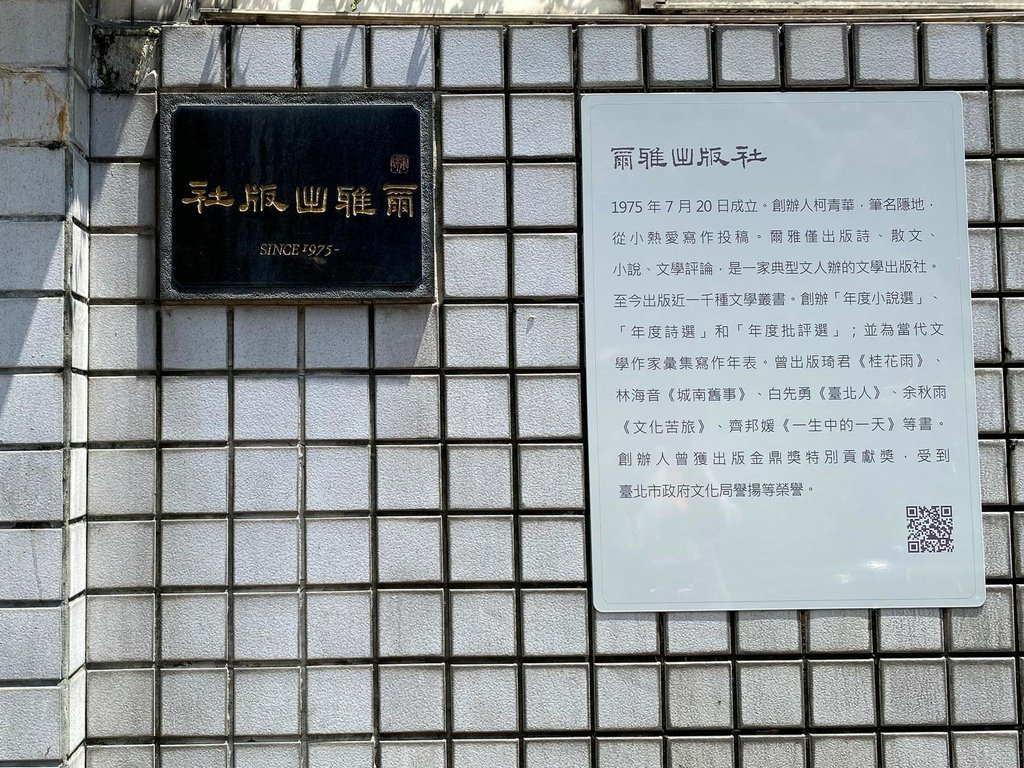 爾雅出版社
SINCE 1975-
爾雅出版社
1975 年 7 月 20 日成立。創辦人柯青華，筆名隱地，
從小熱愛寫作投稿。爾雅僅出版詩、散文、
小說、文學評論，是一家典型文人辦的文學出版社。
至今出版近一千種文學叢書。創辦「年度小說選」、
「年度詩選」和「年度批評選」；並為當代文
學作家彙集寫作年表。曾出版琦君《桂花雨》、
林海音《城南舊事》、白先勇《臺北人》、余秋雨
《文化苦旅》、齊邦媛《一生中的一天》等書。
創辦人曾獲出版金鼎獎特別貢獻獎，受到
臺北市政府文化局譽揚等榮譽。